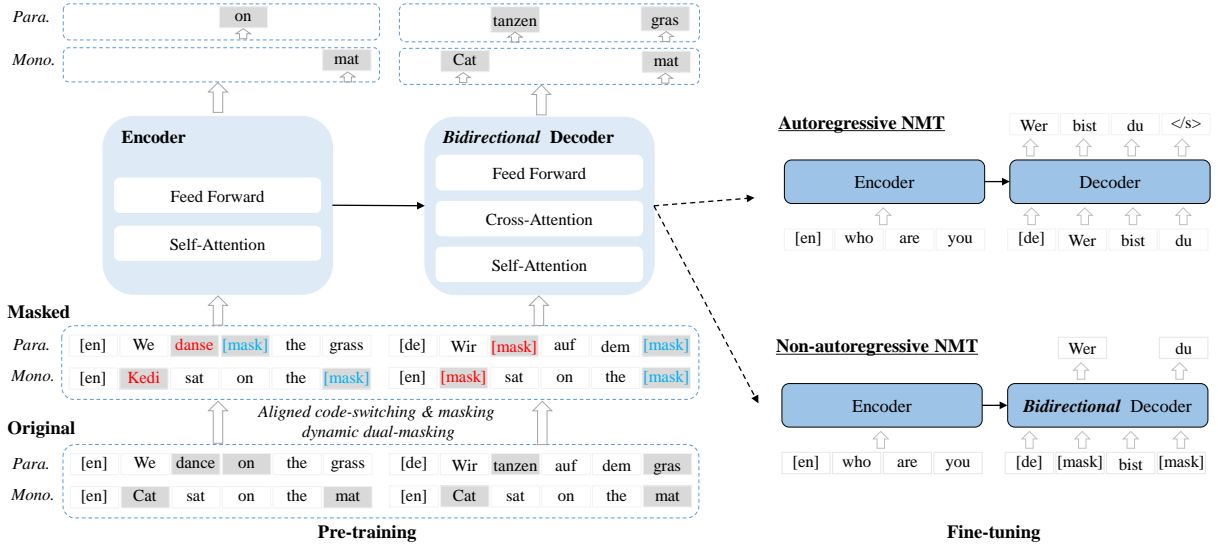 Para. on tanzen gras
Mono. mat Cat mat
Encoder
Feed Forward
Self-Attention
Bidirectional Decoder
Feed Forward
Cross-Attention
Self-Attention
Masked
Para. [en] We danse [mask] the grass [de] Wir [mask] auf dem [mask]
Mono. [en] Kedi sat on the [mask] [en] [mask] sat on the [mask]
Aligned code-switching & masking
dynamic dual-masking
Original
Para. [en] We dance on the grass [de] Wir tanzen auf dem gras
Mono. [en] Cat sat on the mat [en] Cat sat on the mat
Pre-training
Autoregressive NMT
Wer bist du </s>
Encoder Decoder
[en] who are you [de] Wer bist du
Non-autoregressive NMT
Wer du
Encoder Bidirectional Decoder
[en] who are you [de] [mask] bist [mask]
Fine-tuning